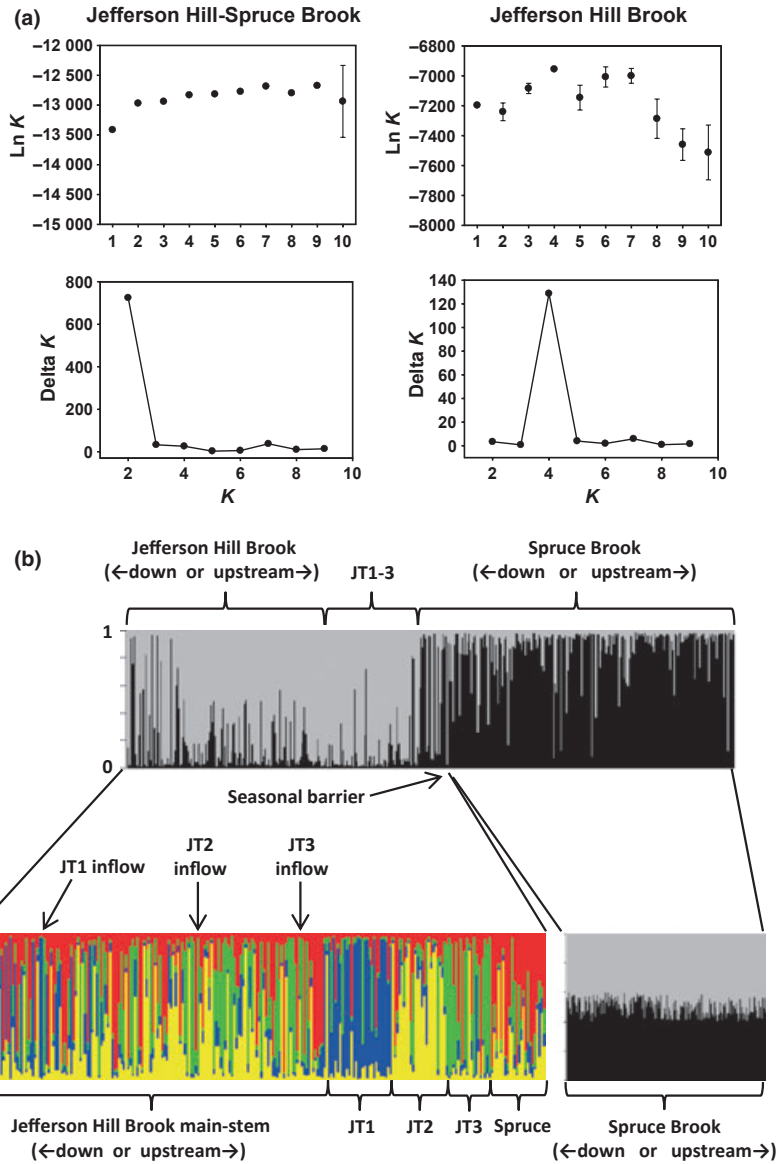 (a)
Jefferson Hill-Spruce Brook
Jefferson Hill Brook
Ln K
−12 000
−12 500
−13 000
−13 500
−14 000
−14 500
−15 000
1 2 3 4 5 6 7 8 9 10
Ln K
−6800
−7000
−7200
−7400
−7600
−7800
−8000
1 2 3 4 5 6 7 8 9 10
Delta K
800
600
400
200
0
2 4 6 8 10
K
Delta K
140
120
100
80
60
40
20
0
2 4 6 8 10
K
(b)
Jefferson Hill Brook
(←down or upstream→)
JT1-3
Spruce Brook
(←down or upstream→)
1
0
Seasonal barrier
JT1 inflow
JT2
inflow
JT3
inflow
Jefferson Hill Brook main-stem
(←down or upstream→)
JT1
JT2
JT3
Spruce
Spruce Brook
(←down or upstream→)